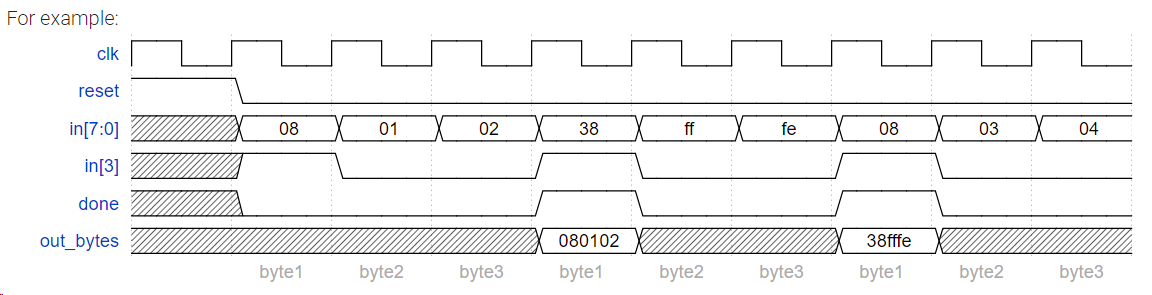 For example:
clk
reset
in[7:0] 08 01 02 38 ff fe 08 03 04
in[3]
done
out_bytes 080102 38fffe
byte1 byte2 byte3 byte1 byte2 byte3 byte1 byte2 byte3